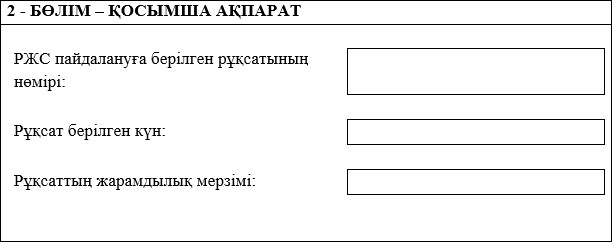 2 - БӨЛІМ – ҚОСЫМША АҚПАРАТ
РЖС пайдалануға берілген рұқсатының
нөмірі:
Рұқсат берілген күн:
Рұқсаттың жарамдылық мерзімі: